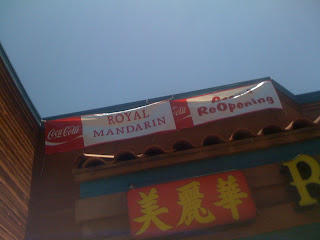 Coca-Cola
ROYAL
MANDARIN
ReOpening
美麗華
R